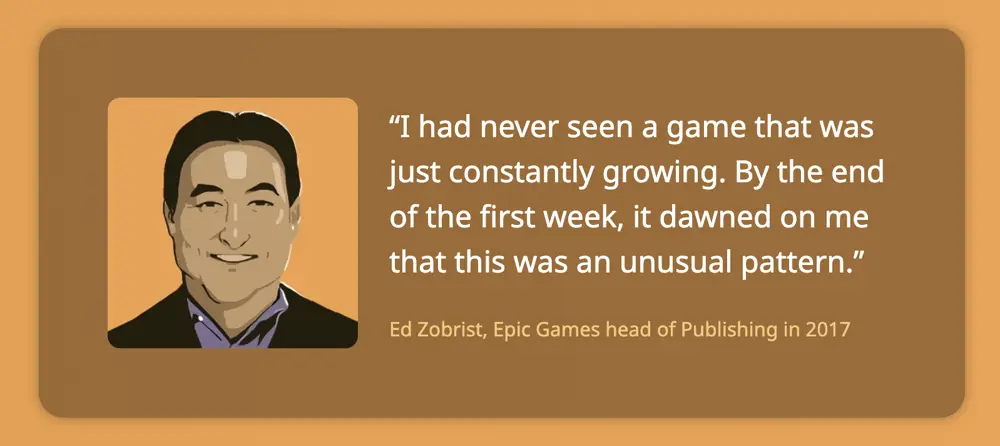 “I had never seen a game that was
just constantly growing. By the end
of the first week, it dawned on me
that this was an unusual pattern.”
Ed Zobrist, Epic Games head of Publishing in 2017